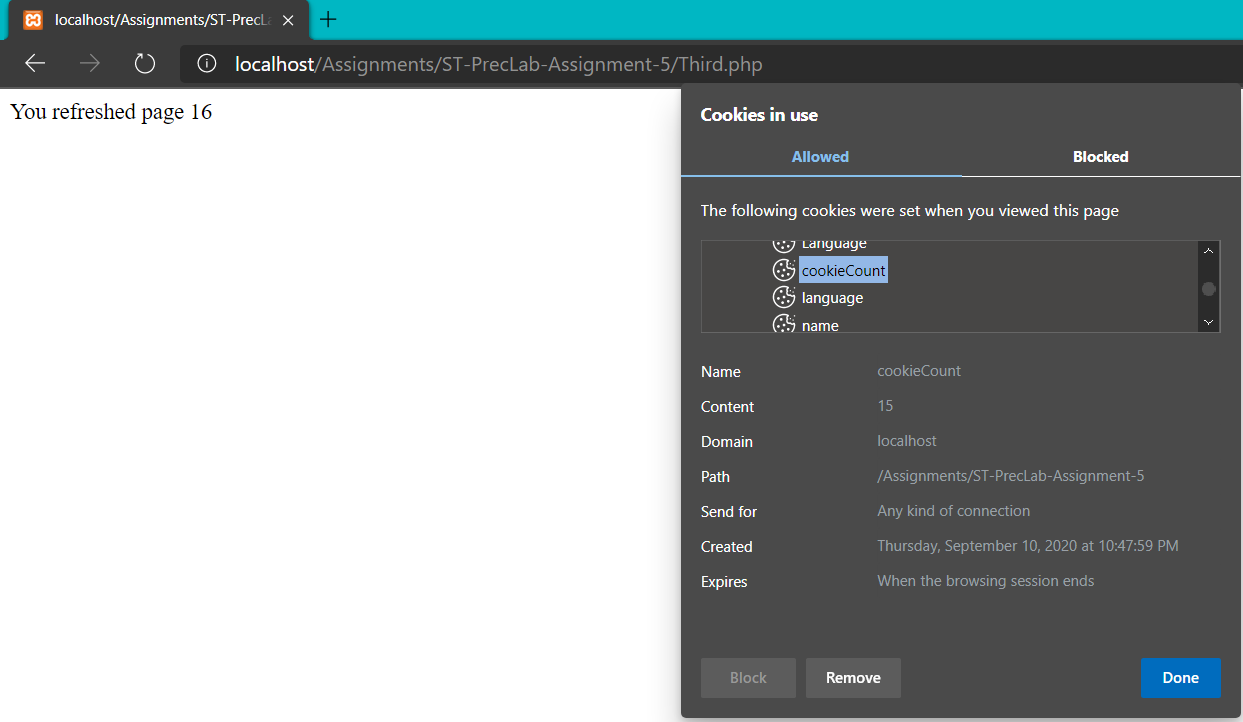 localhost/Assignments/ST-PrecLa
localhost/Assignments/ST-PrecLab-Assignment-5/Third.php
You refreshed page 16
Cookies in use
Allowed Blocked
The following cookies were set when you viewed this page
Language
cookieCount
language
name
Name cookieCount
Content 15
Domain localhost
Path /Assignments/ST-PrecLab-Assignment-5
Send for Any kind of connection
Created Thursday, September 10, 2020 at 10:47:59 PM
Expires When the browsing session ends
Block Remove Done